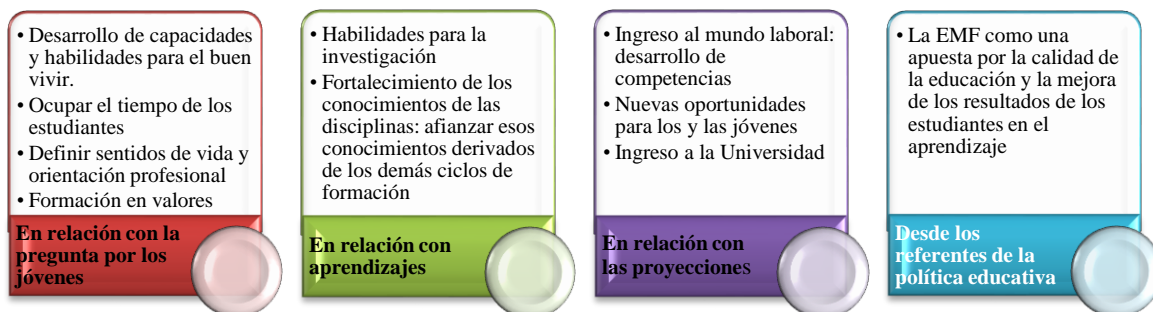 • Desarrollo de capacidades
y habilidades para el buen
vivir.
• Ocupar el tiempo de los
estudiantes
• Definir sentidos de vida y
orientación profesional
• Formación en valores
En relación con la
pregunta por los
jóvenes
• Habilidades para la
investigación
• Fortalecimiento de los
conocimientos de las
disciplinas: afianzar esos
conocimientos derivados
de los demás ciclos de
formación
En relación con
aprendizajes
• Ingreso al mundo laboral:
desarrollo de
competencias
• Nuevas oportunidades
para los y las jóvenes
• Ingreso a la Universidad
En relación con
las proyecciones
• La EMF como una
apuesta por la calidad de
la educación y la mejora
de los resultados de los
estudiantes en el
aprendizaje
Desde los
referentes de la
política educativa